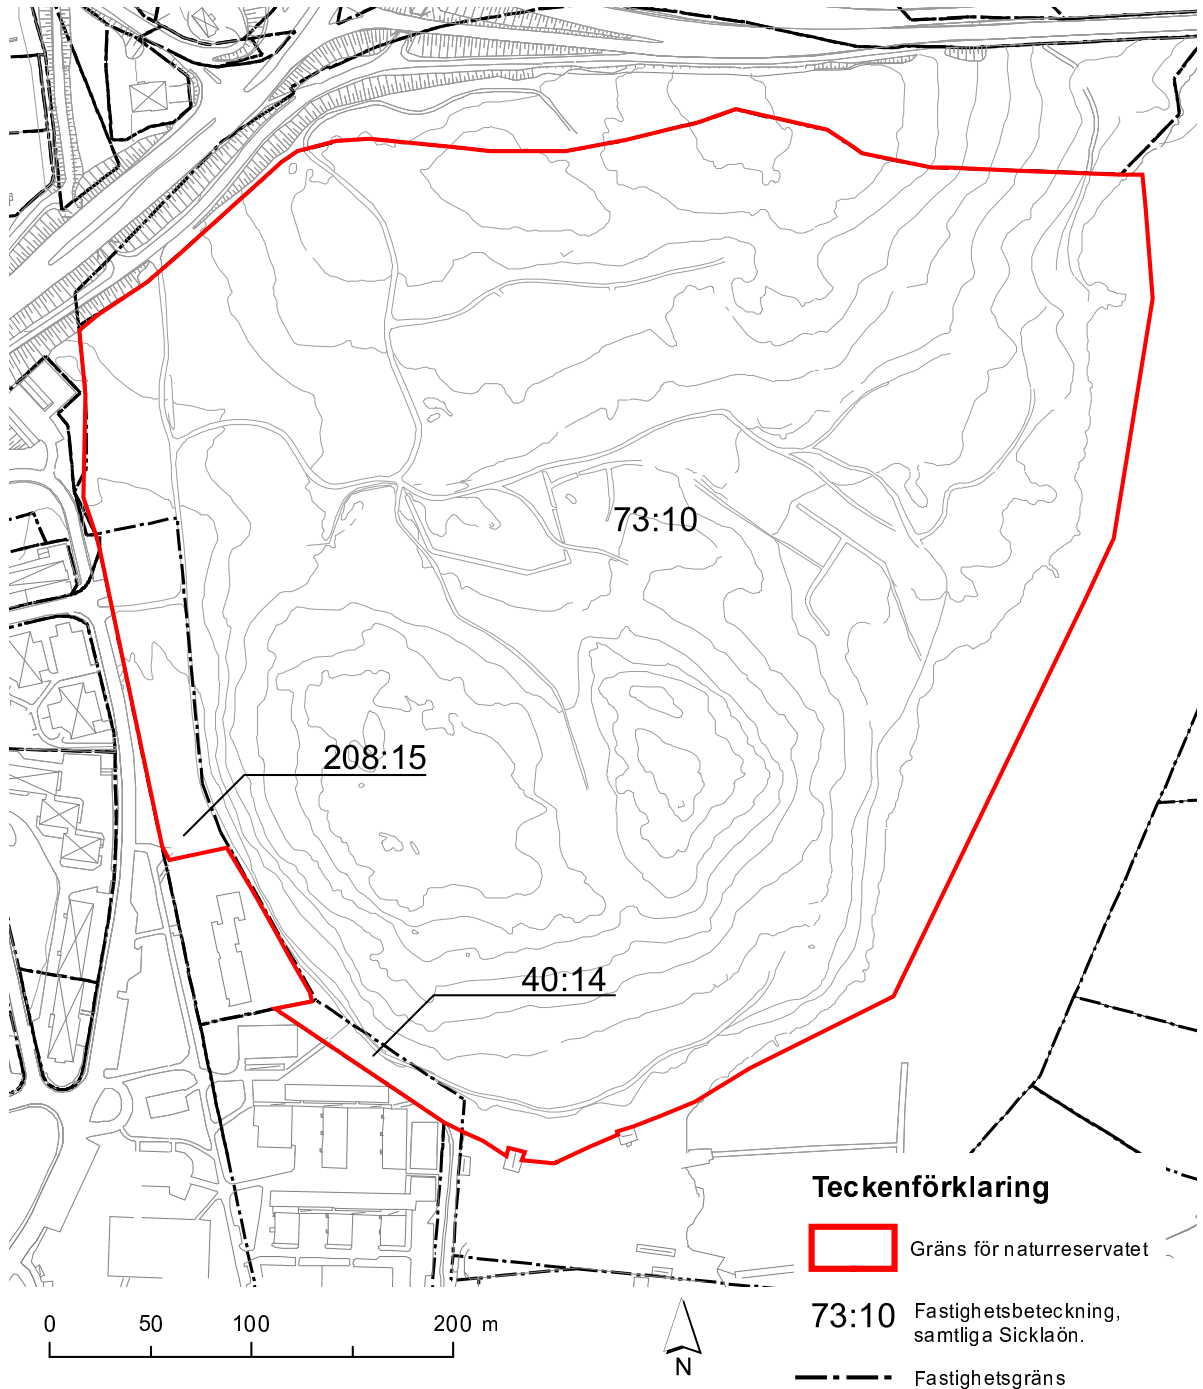 73:10
208:15
40:14
Teckenförklaring
Gräns för naturreservatet
73:10 Fastighetsbeteckning,
samtliga Sicklaön.
Fastighetsgräns
0 50 100 200 m
N